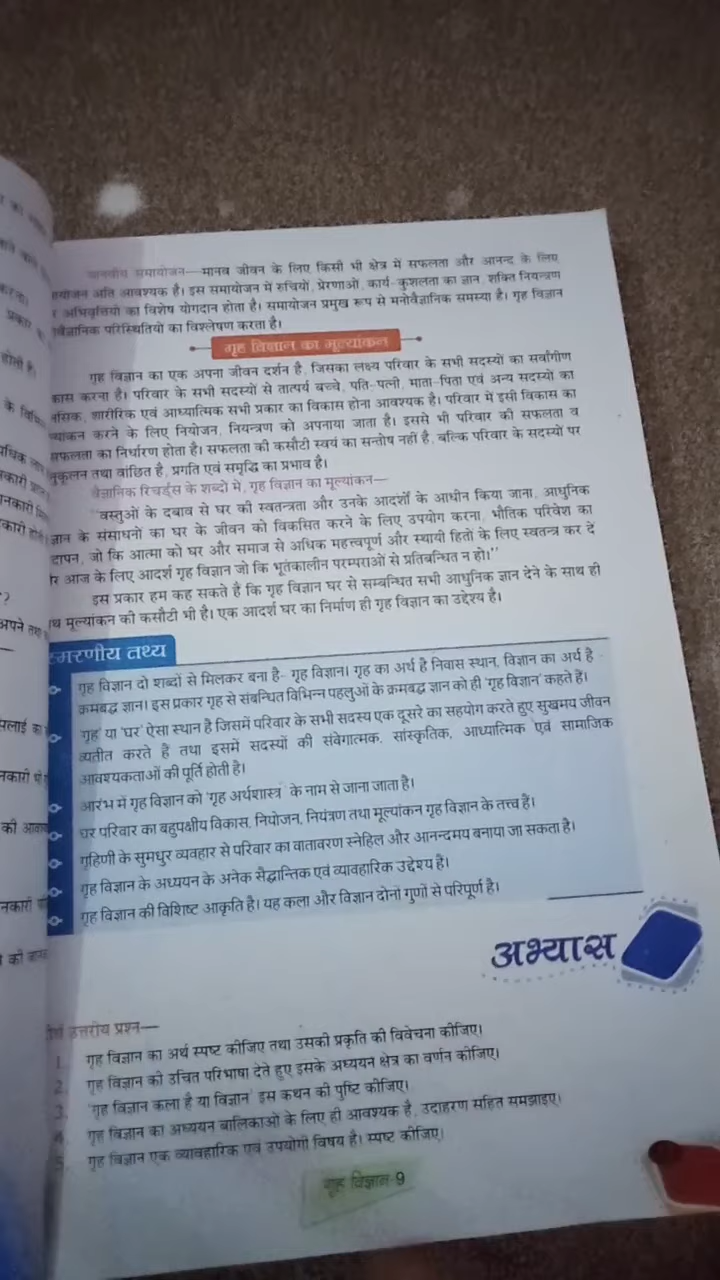 मानवीय समायोजन—मानव जीवन के लिए किसी भी क्षेत्र में सफलता और आनन्द के लिए
अति आवश्यक है। इस समायोजन में रुचियों, प्रेरणाओं, कार्य-कुशलता का ज्ञान, शक्ति नियन्त्रण
अभिवृत्तियों का विशेष योगदान होता है। समायोजन प्रमुख रूप से मनोवैज्ञानिक समस्या है। गृह विज्ञान
परिस्थितियों का विश्लेषण करता है।
गृह विज्ञान का मूल्यांकन
गृह विज्ञान का एक अपना जीवन दर्शन है, जिसका लक्ष्य परिवार के सभी सदस्यों का सर्वांगीण
कास करना है। परिवार के सभी सदस्यों से तात्पर्य बच्चे, पति-पत्नी, माता-पिता एवं अन्य सदस्यों का
नसिक, शारीरिक एवं आध्यात्मिक सभी प्रकार का विकास होना आवश्यक है। परिवार में इसी विकास का
ल्यांकन करने के लिए नियोजन, नियन्त्रण को अपनाया जाता है। इससे भी परिवार की सफलता व
सफलता का निर्धारण होता है। सफलता की कसौटी स्वयं का सन्तोष नहीं है, बल्कि परिवार के सदस्यों पर
नुकूलन तथा वांछित है, प्रगति एवं समृद्धि का प्रभाव है।
वैज्ञानिक रिचर्ड्स के शब्दों में, गृह विज्ञान का मूल्यांकन—
"वस्तुओं के दबाव से घर की स्वतन्त्रता और उनके आदर्शों के आधीन किया जाना, आधुनिक
ज्ञान के संसाधनों का घर के जीवन को विकसित करने के लिए उपयोग करना, भौतिक परिवेश का
दापन, जो कि आत्मा को घर और समाज से अधिक महत्त्वपूर्ण और स्थायी हितों के लिए स्वतन्त्र कर दें
र आज के लिए आदर्श गृह विज्ञान जो कि भूतकालीन परम्पराओं से प्रतिबन्धित न हो।"
इस प्रकार हम कह सकते हैं कि गृह विज्ञान घर से सम्बन्धित सभी आधुनिक ज्ञान देने के साथ ही
थ मूल्यांकन की कसौटी भी है। एक आदर्श घर का निर्माण ही गृह विज्ञान का उद्देश्य है।
स्मरणीय तथ्य
गृह विज्ञान दो शब्दों से मिलकर बना है- गृह विज्ञान। गृह का अर्थ है निवास स्थान, विज्ञान का अर्थ है -
क्रमबद्ध ज्ञान। इस प्रकार गृह से संबन्धित विभिन्न पहलुओं के क्रमबद्ध ज्ञान को ही 'गृह विज्ञान' कहते हैं।
'गृह' या 'घर' ऐसा स्थान है जिसमें परिवार के सभी सदस्य एक दूसरे का सहयोग करते हुए सुखमय जीवन
व्यतीत करते हैं तथा इसमें सदस्यों की संवेगात्मक, सांस्कृतिक, आध्यात्मिक एवं सामाजिक
आवश्यकताओं की पूर्ति होती है।
आरंभ में गृह विज्ञान को 'गृह अर्थशास्त्र' के नाम से जाना जाता है।
घर परिवार का बहुपक्षीय विकास, नियोजन, नियंत्रण तथा मूल्यांकन गृह विज्ञान के तत्त्व हैं।
गृहिणी के सुमधुर व्यवहार से परिवार का वातावरण स्नेहिल और आनन्दमय बनाया जा सकता है।
गृह विज्ञान के अध्ययन के अनेक सैद्धान्तिक एवं व्यावहारिक उद्देश्य है।
गृह विज्ञान की विशिष्ट आकृति है। यह कला और विज्ञान दोनों गुणों से परिपूर्ण है।
अभ्यास
उत्तरीय प्रश्न—
1. गृह विज्ञान का अर्थ स्पष्ट कीजिए तथा उसकी प्रकृति की विवेचना कीजिए।
2. गृह विज्ञान की उचित परिभाषा देते हुए इसके अध्ययन क्षेत्र का वर्णन कीजिए।
3. 'गृह विज्ञान कला है या विज्ञान' इस कथन की पुष्टि कीजिए।
4. गृह विज्ञान का अध्ययन बालिकाओं के लिए ही आवश्यक है, उदाहरण सहित समझाइए।
5. गृह विज्ञान एक व्यावहारिक एवं उपयोगी विषय है। स्पष्ट कीजिए।
गृह विज्ञान-9